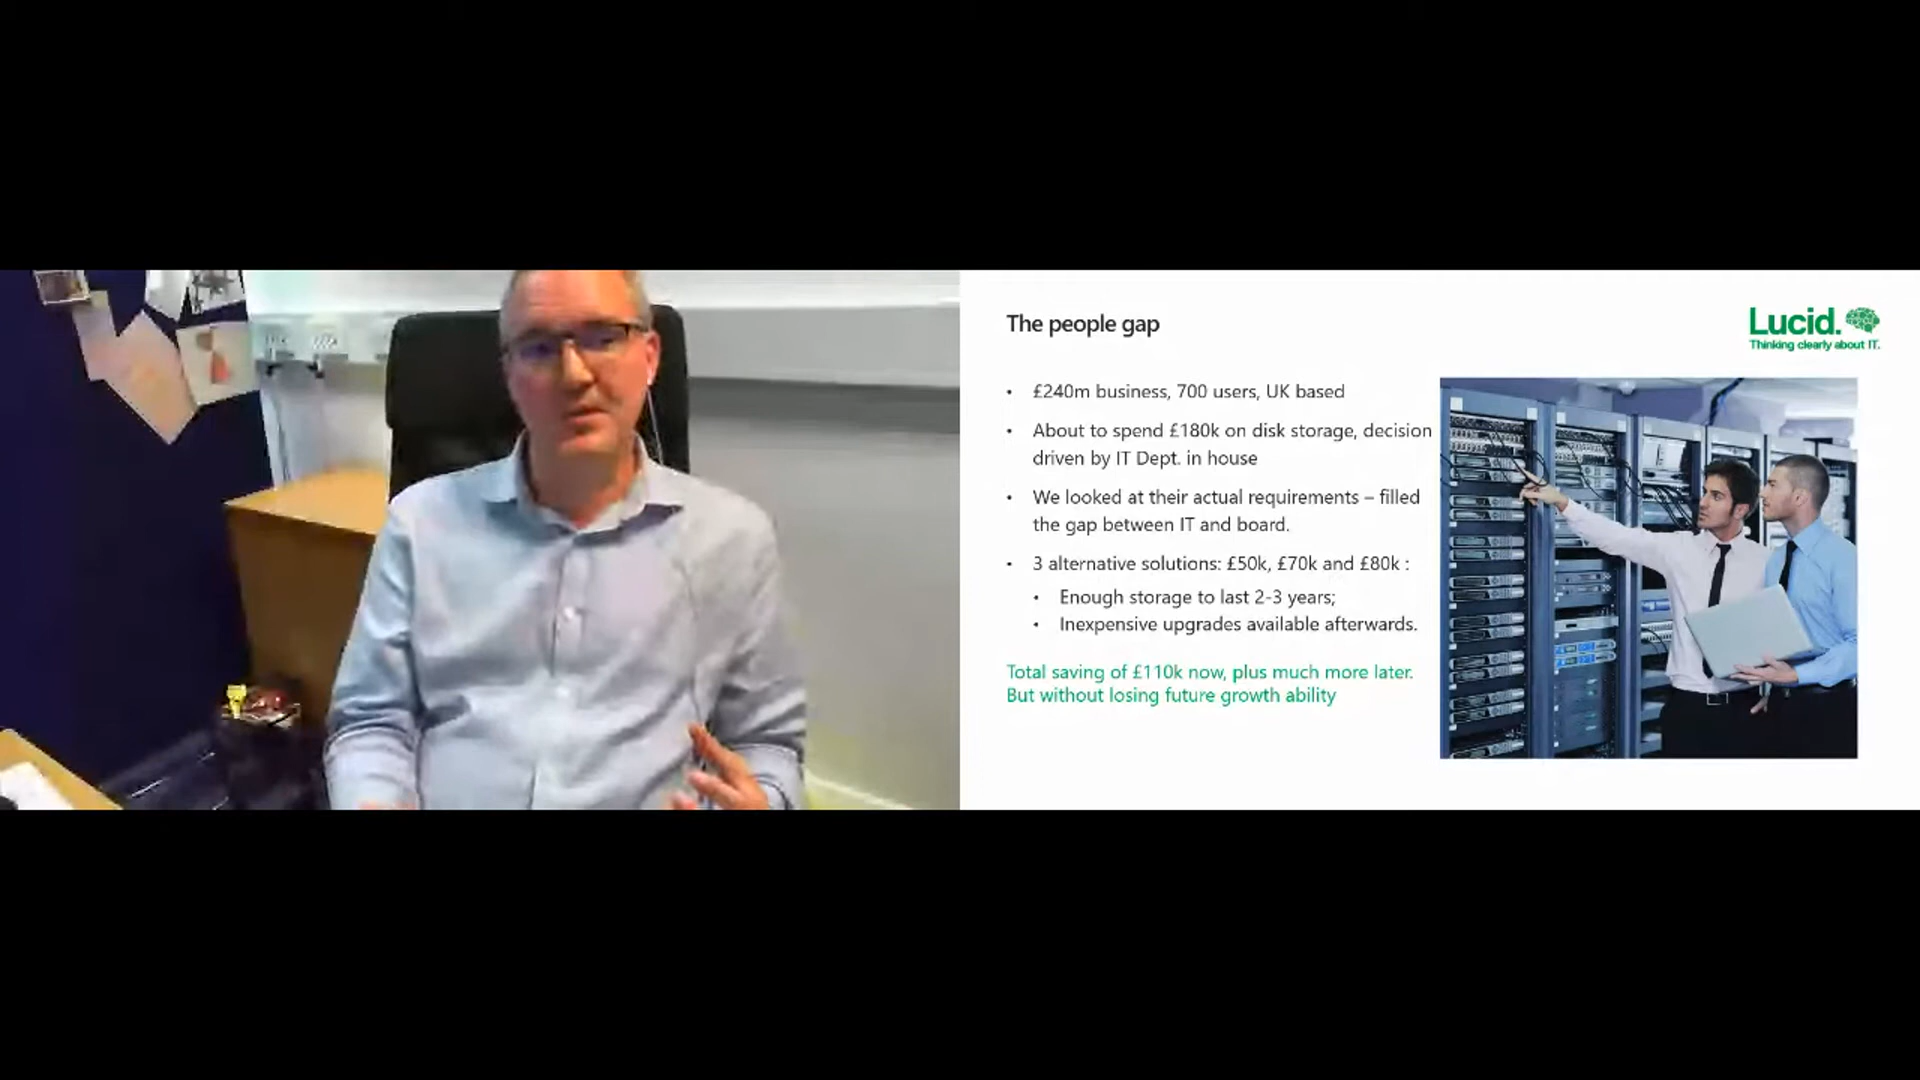 The people gap
Lucid.
Thinking clearly about IT.
• £240m business, 700 users, UK based
• About to spend £180k on disk storage, decision
driven by IT Dept. in house
• We looked at their actual requirements – filled
the gap between IT and board.
• 3 alternative solutions: £50k, £70k and £80k :
• Enough storage to last 2-3 years;
• Inexpensive upgrades available afterwards.
Total saving of £110k now, plus much more later.
But without losing future growth ability